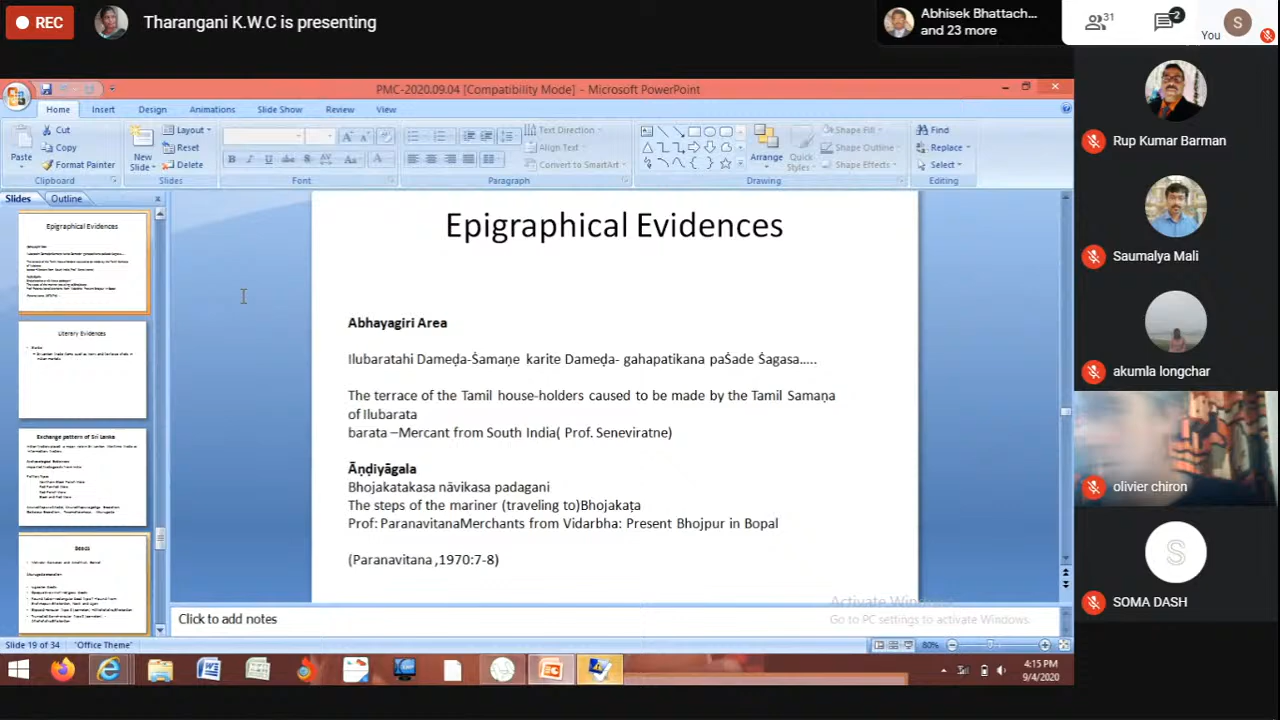 REC
Tharangani K.W.C is presenting
Abhisek Bhattach...
and 23 more
31
2
You
S
PMC-2020.09.04 [Compatibility Mode] – Microsoft PowerPoint
Home
Insert
Design
Animations
Slide Show
Review
View
Paste
Cut
Copy
Format Painter
Clipboard
New
Slide
Layout
Reset
Delete
Slides
Font
Text Direction
Align Text
Convert to SmartArt
Paragraph
Arrange
Quick
Styles
Shape Fill
Shape Outline
Shape Effects
Drawing
Find
Replace
Select
Editing
Slides
Outline
Epigraphical Evidences
Literary Evidences
Exchange pattern of Sri Lanka
Beads
Epigraphical Evidences
Abhayagiri Area
Ilubaratahi Dameḍa-Śamaṇe karite Dameḍa- gahapatikana paŚade Śagasa.....
The terrace of the Tamil house-holders caused to be made by the Tamil Samaṇa
of Ilubarata
barata –Mercant from South India( Prof. Seneviratne)
Āṇḍiyāgala
Bhojakatakasa nāvikasa padagani
The steps of the mariner (traveling to)Bhojakaṭa
Prof: ParanavitanaMerchants from Vidarbha: Present Bhojpur in Bopal
(Paranavitana ,1970:7-8)
Click to add notes
Activate Windows
Go to PC settings to activate Windows.
Slide 19 of 34
"Office Theme"
80%
4:15 PM
9/4/2020
Rup Kumar Barman
Saumalya Mali
akumla longchar
olivier chiron
S
SOMA DASH